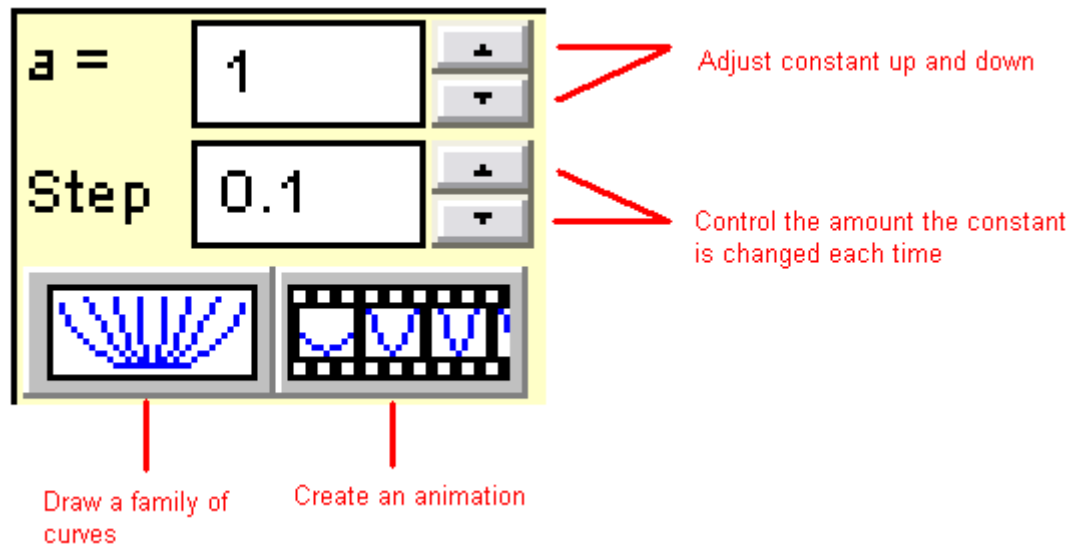 a =
1
Adjust constant up and down
Step
0.1
Control the amount the constant
is changed each time
Draw a family of
curves
Create an animation